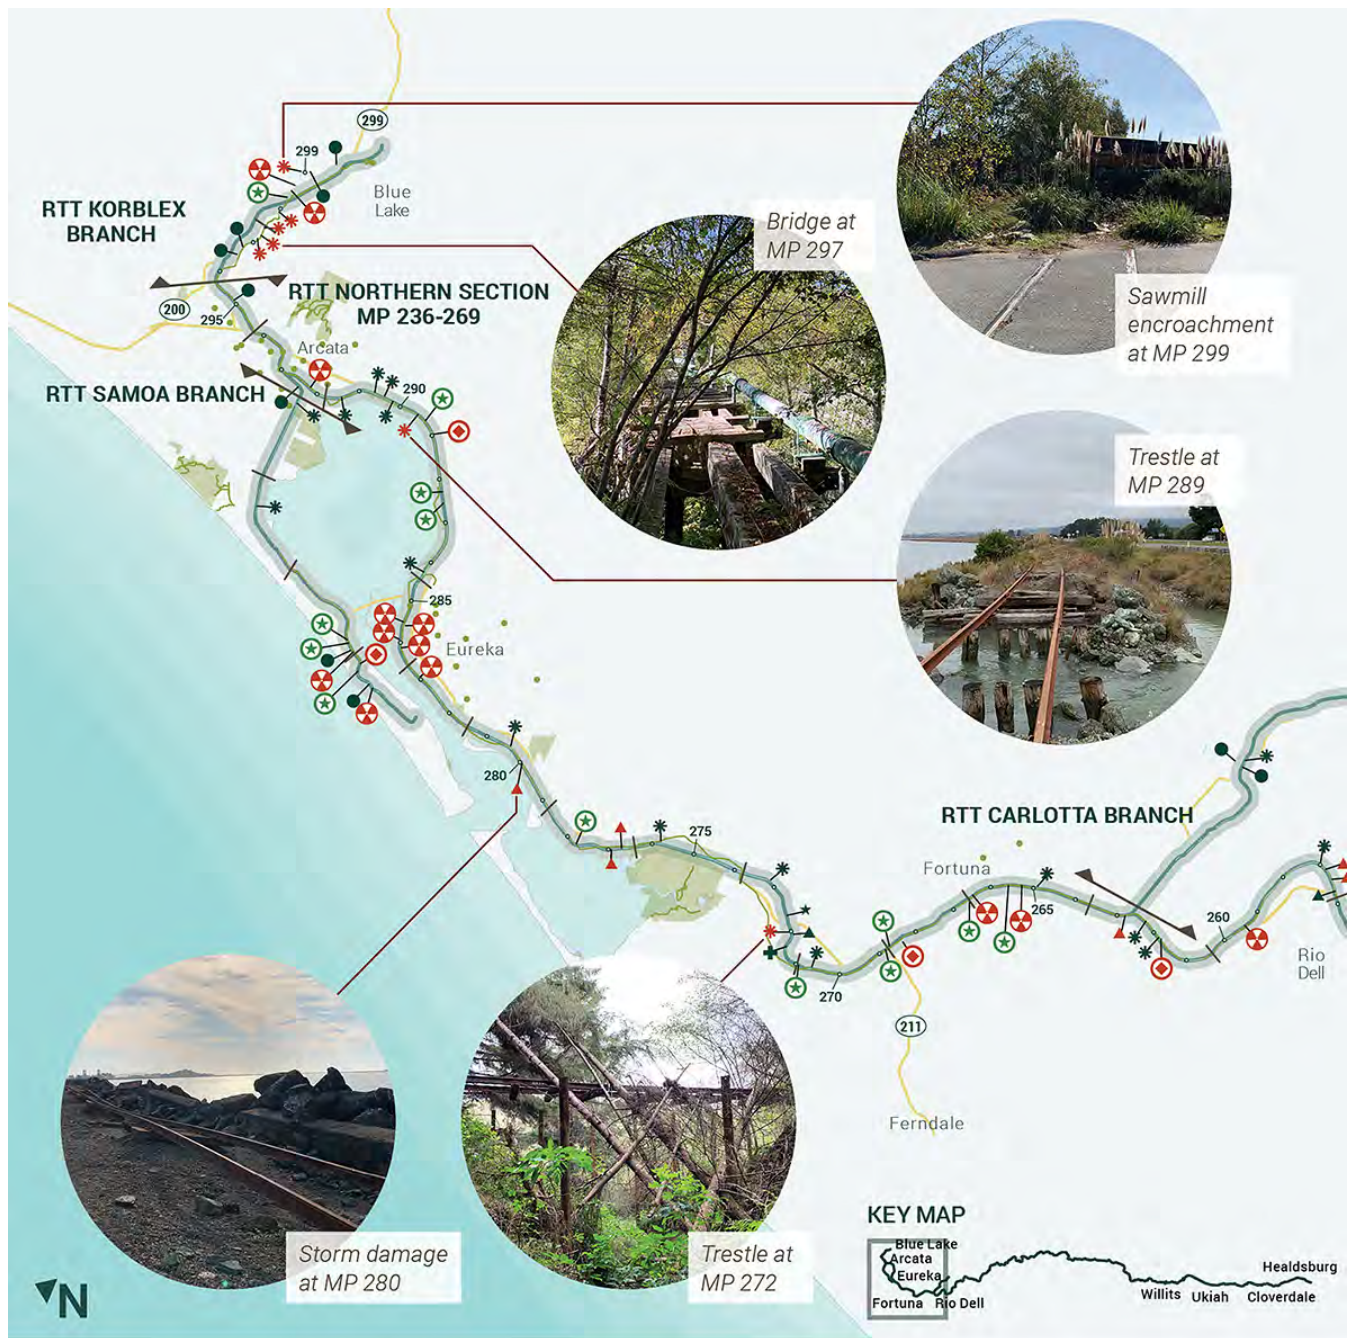 299
299
Blue
Lake
RTT KORBLEX
BRANCH
200
295
RTT NORTHERN SECTION
MP 236-269
Arcata
RTT SAMOA BRANCH
290
Bridge at
MP 297
Sawmill
encroachment
at MP 299
Trestle at
MP 289
285
Eureka
280
275
RTT CARLOTTA BRANCH
Fortuna
265
260
Rio
Dell
270
211
Ferndale
Storm damage
at MP 280
Trestle at
MP 272
N
KEY MAP
Blue Lake
Arcata
Eureka
Fortuna
Rio Dell
Willits
Ukiah
Cloverdale
Healdsburg